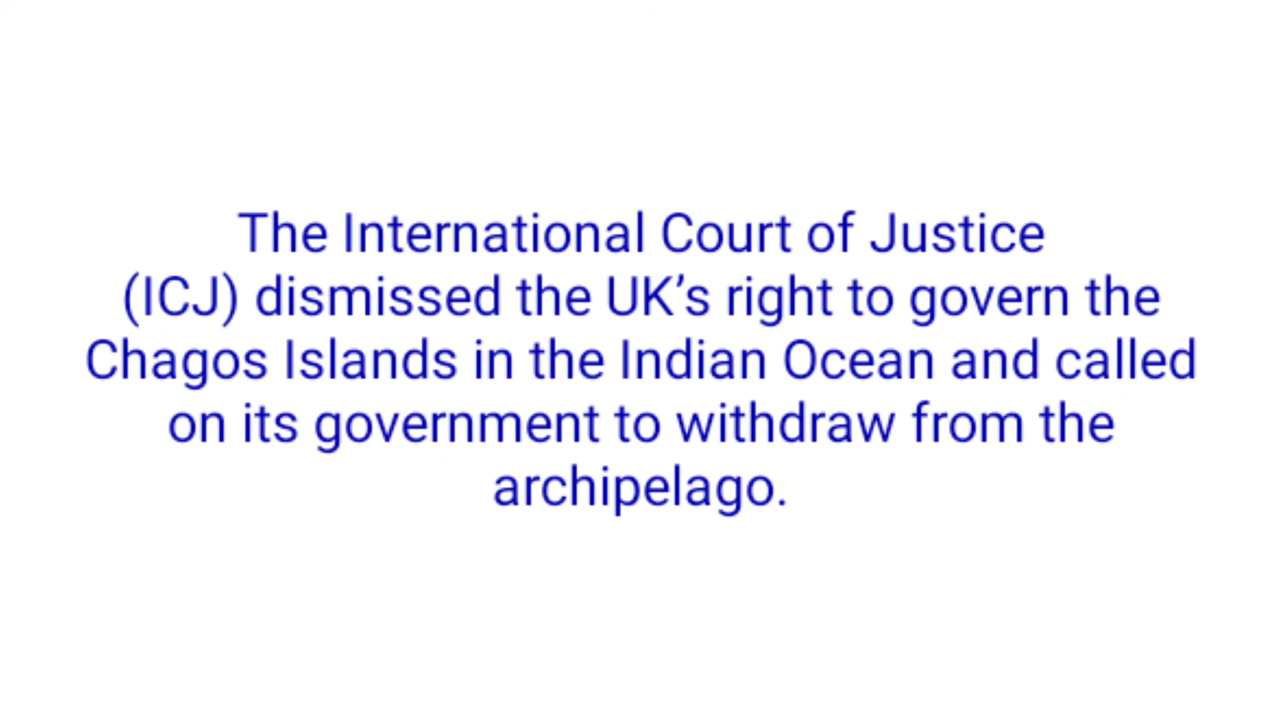 The International Court of Justice
(ICJ) dismissed the UK’s right to govern the
Chagos Islands in the Indian Ocean and called
on its government to withdraw from the
archipelago.